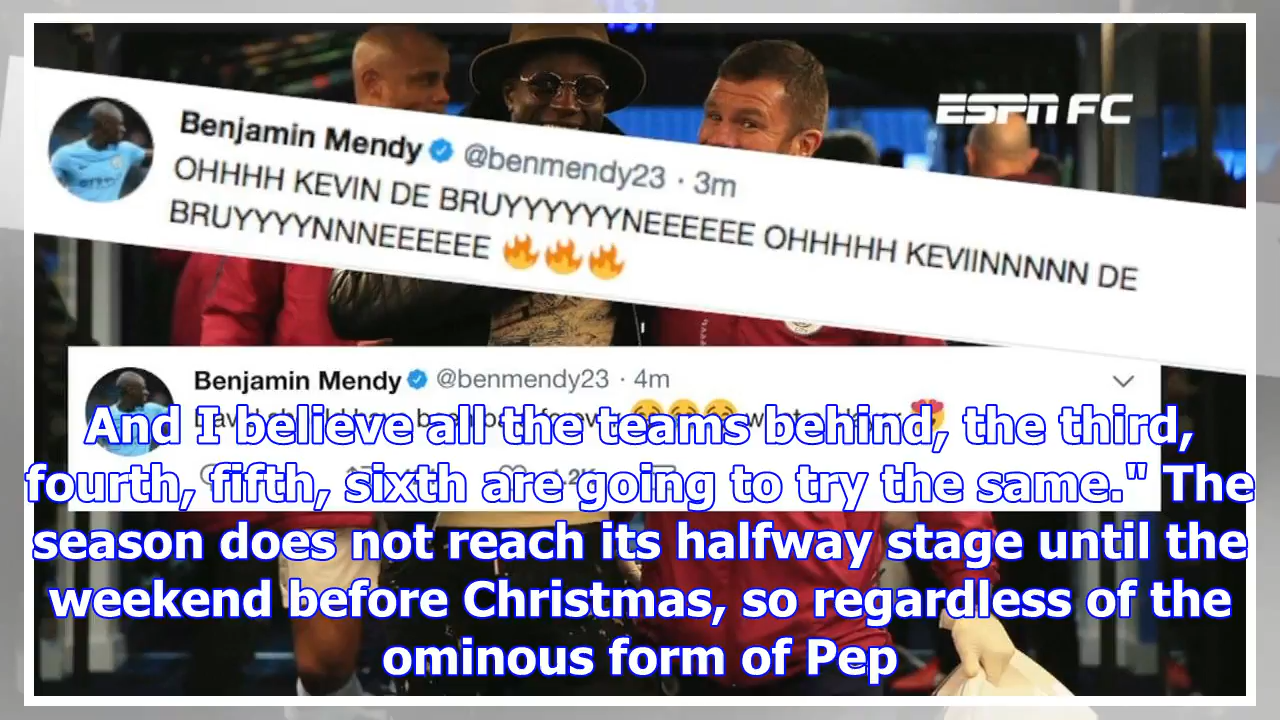 ESPN FC
Benjamin Mendy @benmendy23 · 3m
OHHHH KEVIN DE BRUYYYYYYYNEEEEEE OHHHHH KEVIINNNNN DE
BRUYYYYNNNEEEEEE 🔥🔥🔥
Benjamin Mendy @benmendy23 · 4m
And I believe all the teams behind, the third,
fourth, fifth, sixth are going to try the same." The
season does not reach its halfway stage until the
weekend before Christmas, so regardless of the
ominous form of Pep